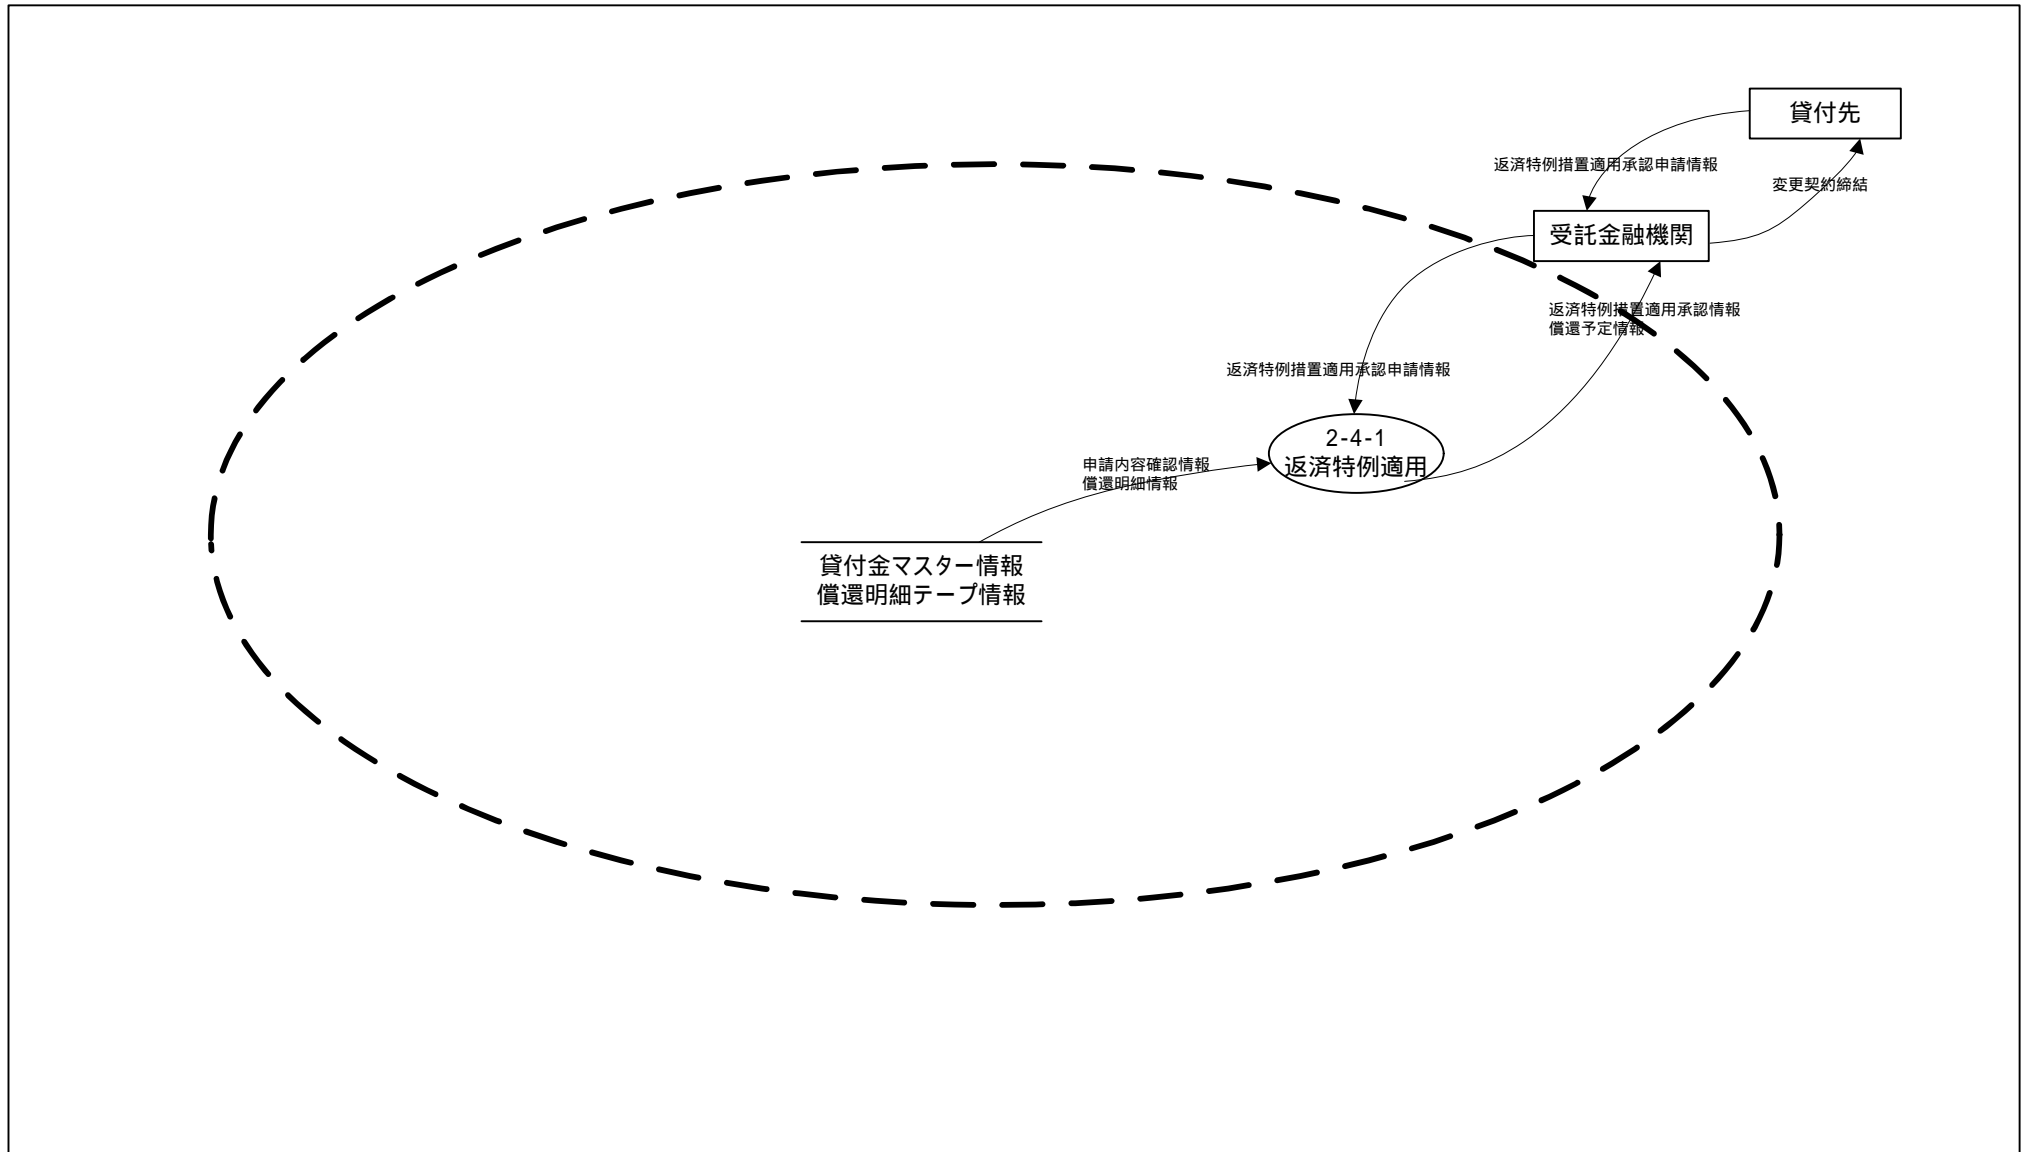 貸付先
返済特例措置適用承認申請情報
変更契約締結
受託金融機関
返済特例措置適用承認情報
償還予定情報
返済特例措置適用承認申請情報
2-4-1
返済特例適用
申請内容確認情報
償還明細情報
貸付金マスター情報
償還明細テープ情報